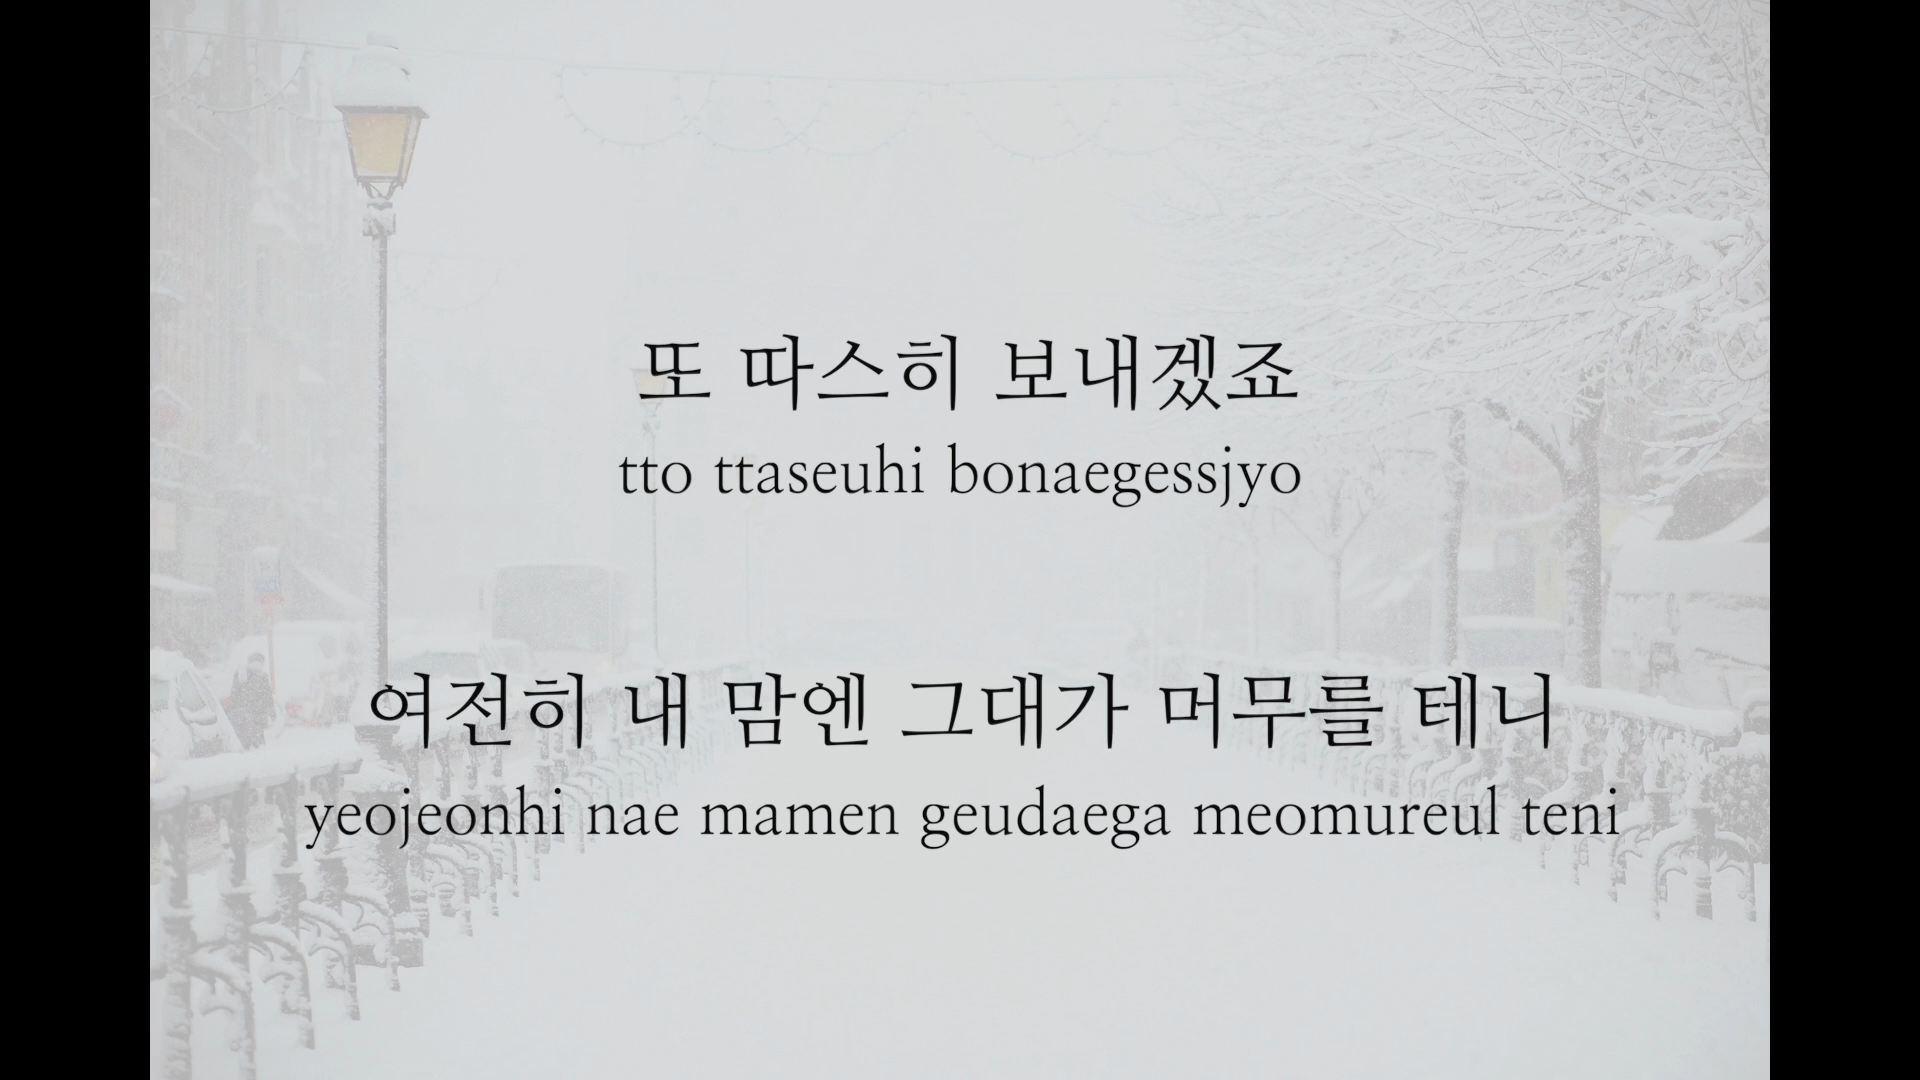 또 따스히 보내겠죠
tto ttaseuhi bonaegessjyo
여전히 내 맘엔 그대가 머무를 테니
yeojeonhi nae mamen geudaega meomureul teni